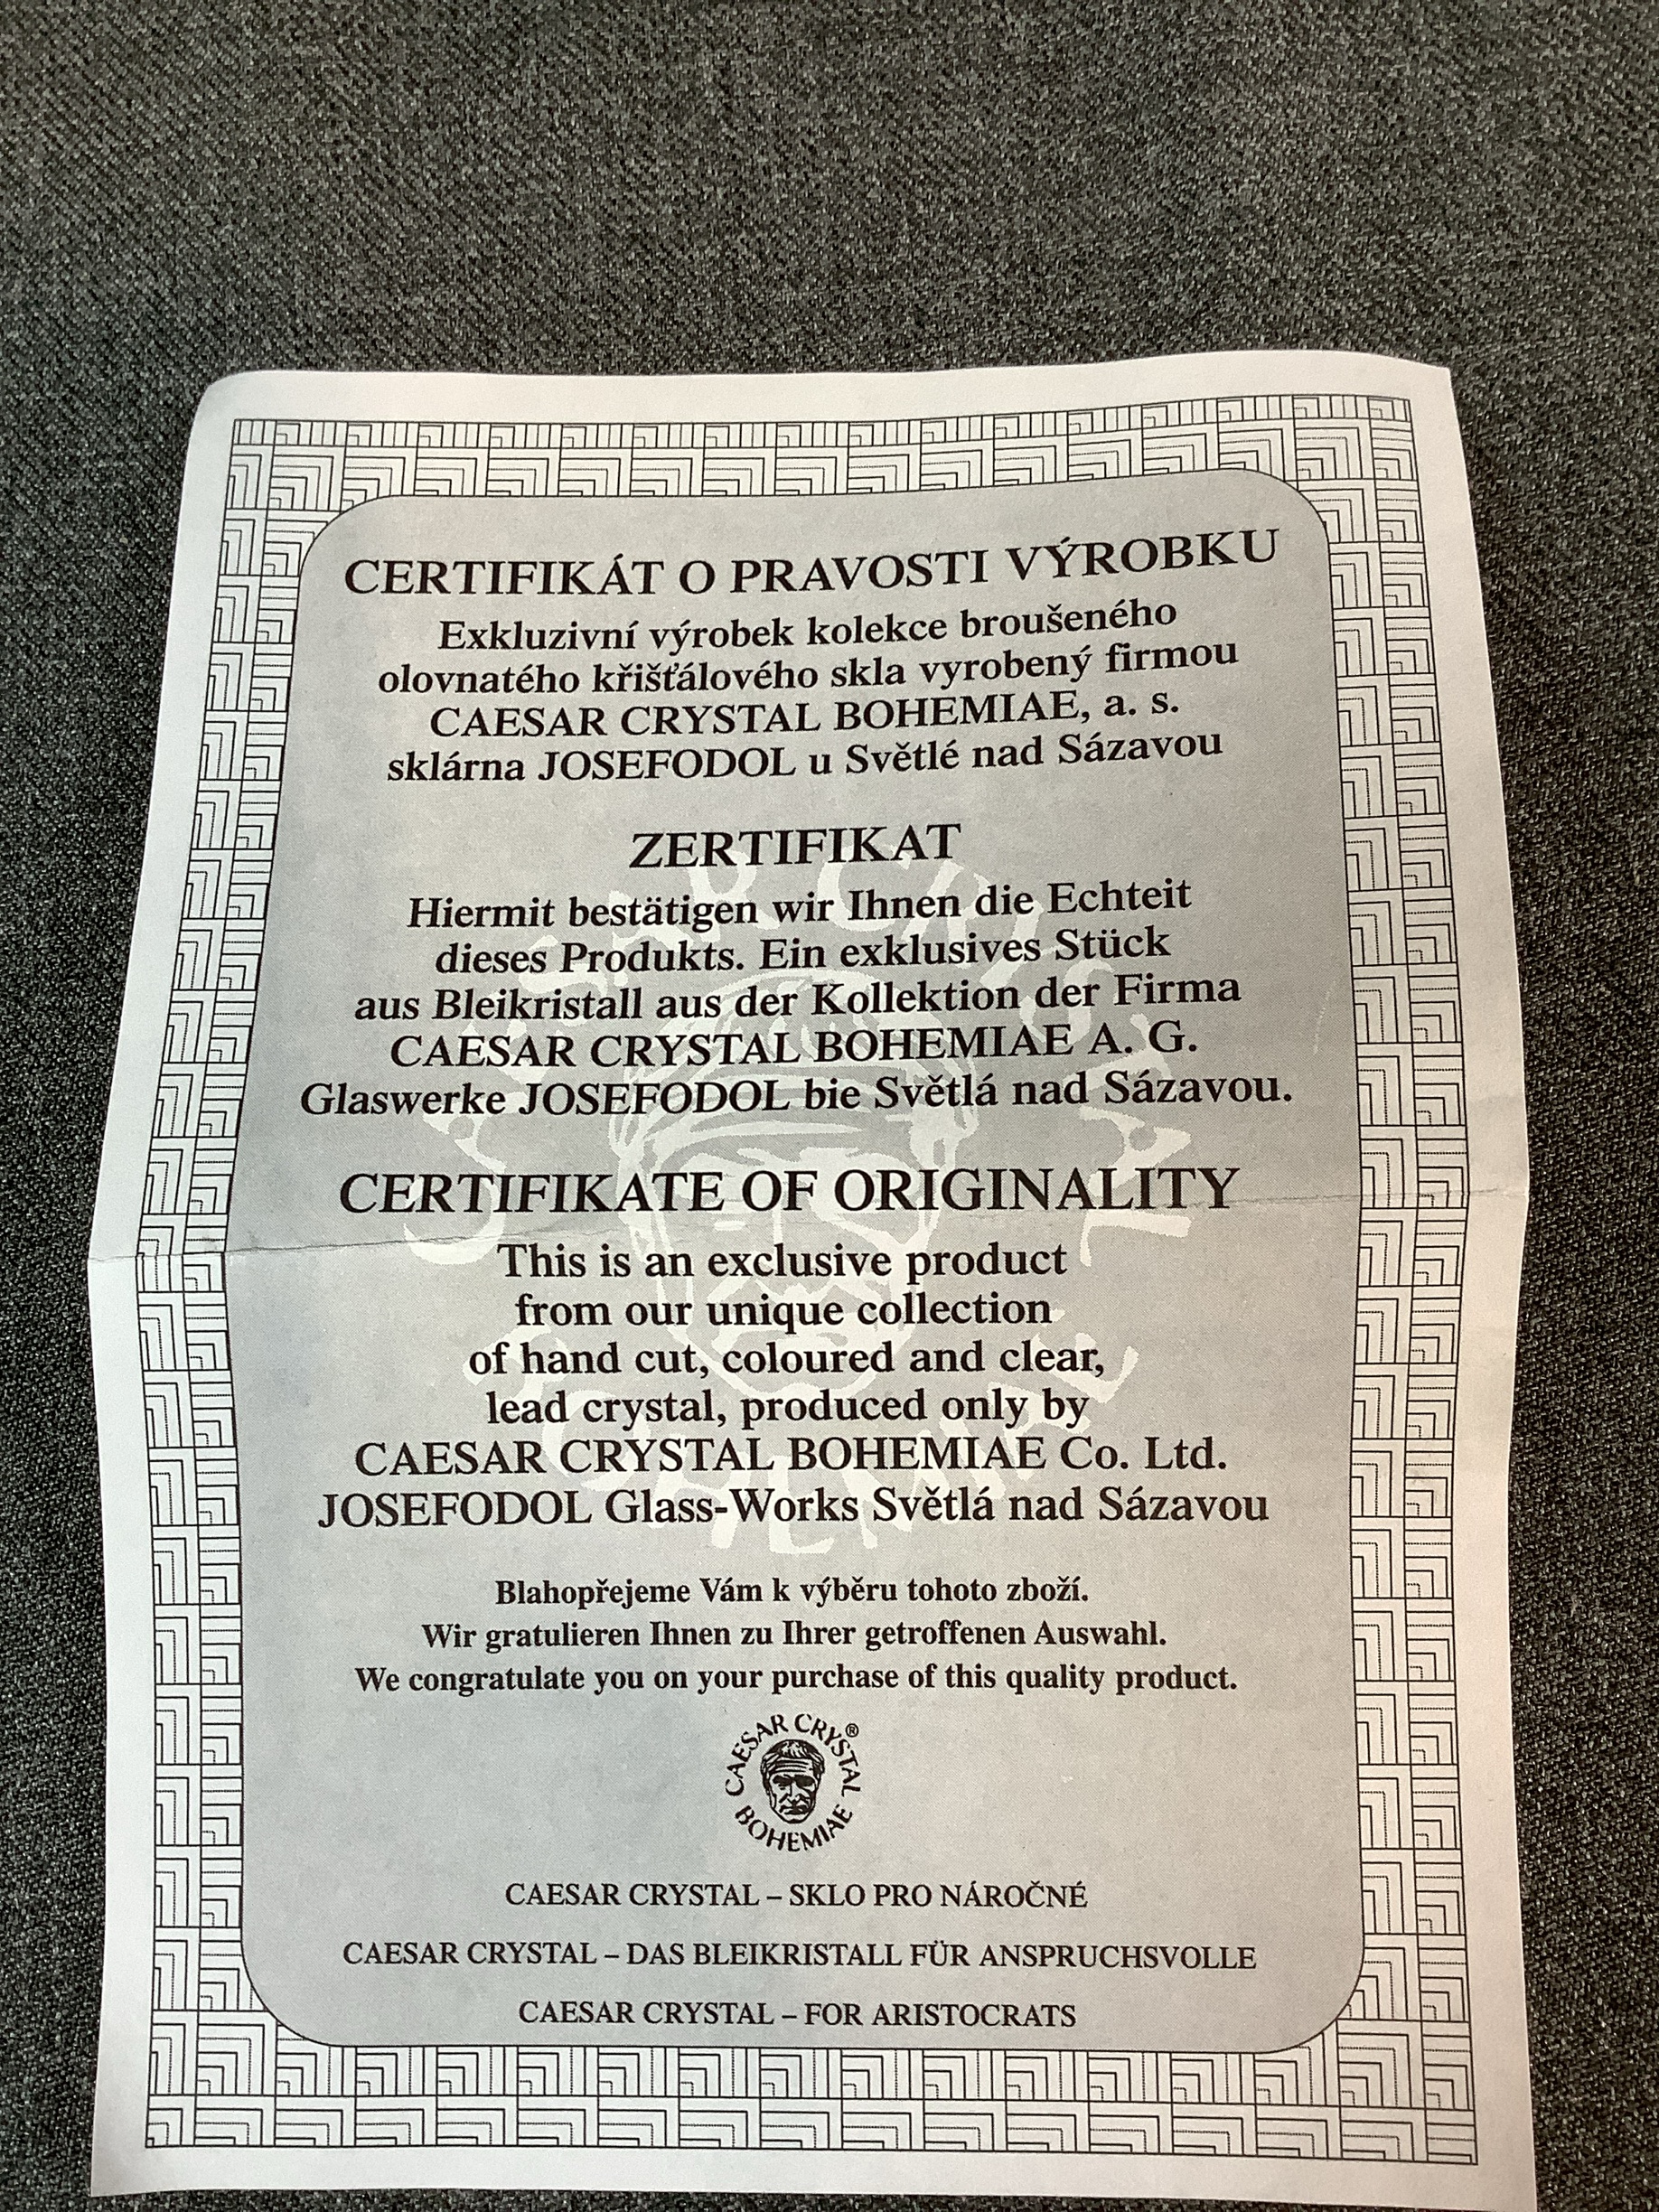 CERTIFIKÁT O PRAVOSTI VÝROBKU
Exkluzivní výrobek kolekce broušeného
olovnatého křišťálového skla vyrobený firmou
CAESAR CRYSTAL BOHEMIAE, a. s.
sklárna JOSEFODOL u Světlé nad Sázavou
ZERTIFIKAT
Hiermit bestätigen wir Ihnen die Echteit
dieses Produkts. Ein exklusives Stück
aus Bleikristall aus der Kollektion der Firma
CAESAR CRYSTAL BOHEMIAE A. G.
Glaswerke JOSEFODOL bie Světlá nad Sázavou.
CERTIFIKATE OF ORIGINALITY
This is an exclusive product
from our unique collection
of hand cut, coloured and clear,
lead crystal, produced only by
CAESAR CRYSTAL BOHEMIAE Co. Ltd.
JOSEFODOL Glass-Works Světlá nad Sázavou
Blahopřejeme Vám k výběru tohoto zboží.
Wir gratulieren Ihnen zu Ihrer getroffenen Auswahl.
We congratulate you on your purchase of this quality product.
CAESAR CRYSTAL®
BOHEMIAE
CAESAR CRYSTAL – SKLO PRO NÁROČNÉ
CAESAR CRYSTAL – DAS BLEIKRISTALL FÜR ANSPRUCHSVOLLE
CAESAR CRYSTAL – FOR ARISTOCRATS